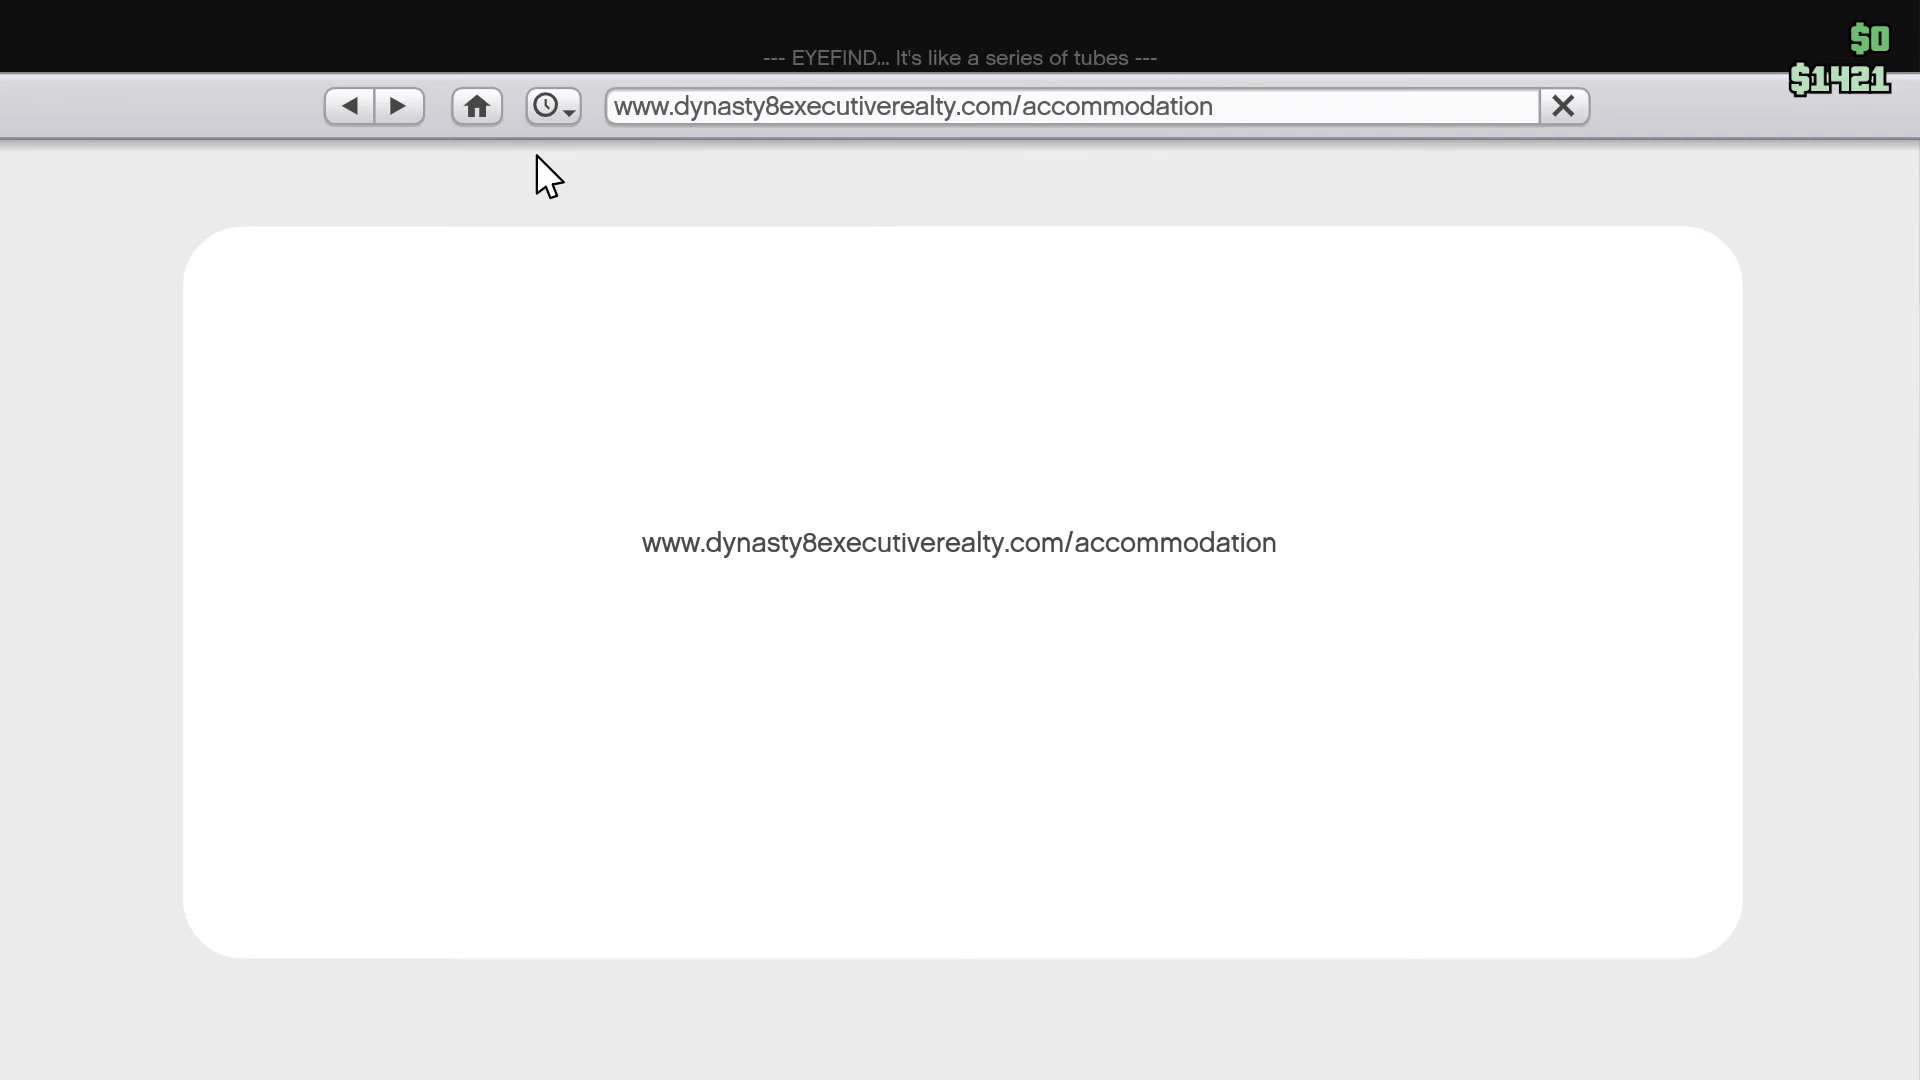 $0
--- EYEFIND... It's like a series of tubes ---
$1421
www.dynasty8executiverealty.com/accommodation
www.dynasty8executiverealty.com/accommodation